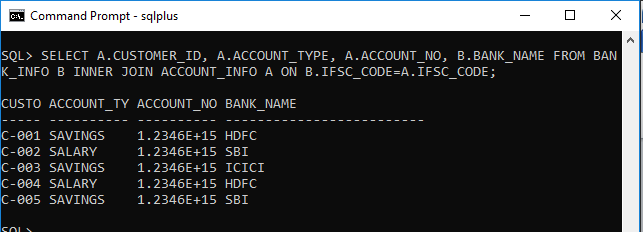 Command Prompt - sqlplus
SQL> SELECT A.CUSTOMER_ID, A.ACCOUNT_TYPE, A.ACCOUNT_NO, B.BANK_NAME FROM BAN
K_INFO B INNER JOIN ACCOUNT_INFO A ON B.IFSC_CODE=A.IFSC_CODE;
CUSTO ACCOUNT_TY ACCOUNT_NO BANK_NAME
----- ---------- ---------- -------------------------
C-001 SAVINGS 1.2346E+15 HDFC
C-002 SALARY 1.2346E+15 SBI
C-003 SAVINGS 1.2346E+15 ICICI
C-004 SALARY 1.2346E+15 HDFC
C-005 SAVINGS 1.2346E+15 SBI
SQL>